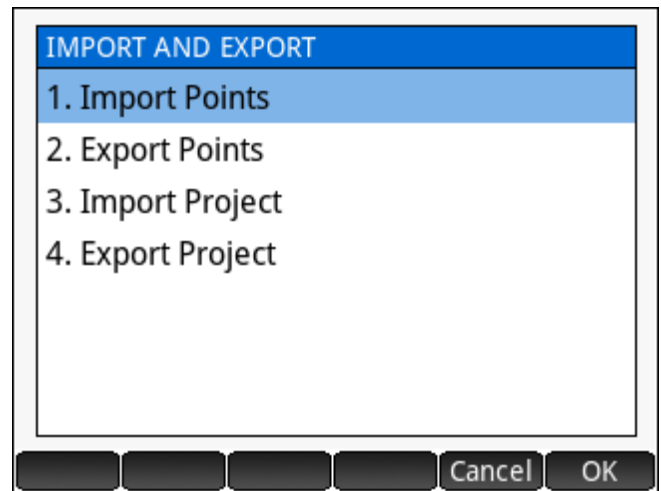 IMPORT AND EXPORT
1. Import Points
2. Export Points
3. Import Project
4. Export Project
Cancel OK